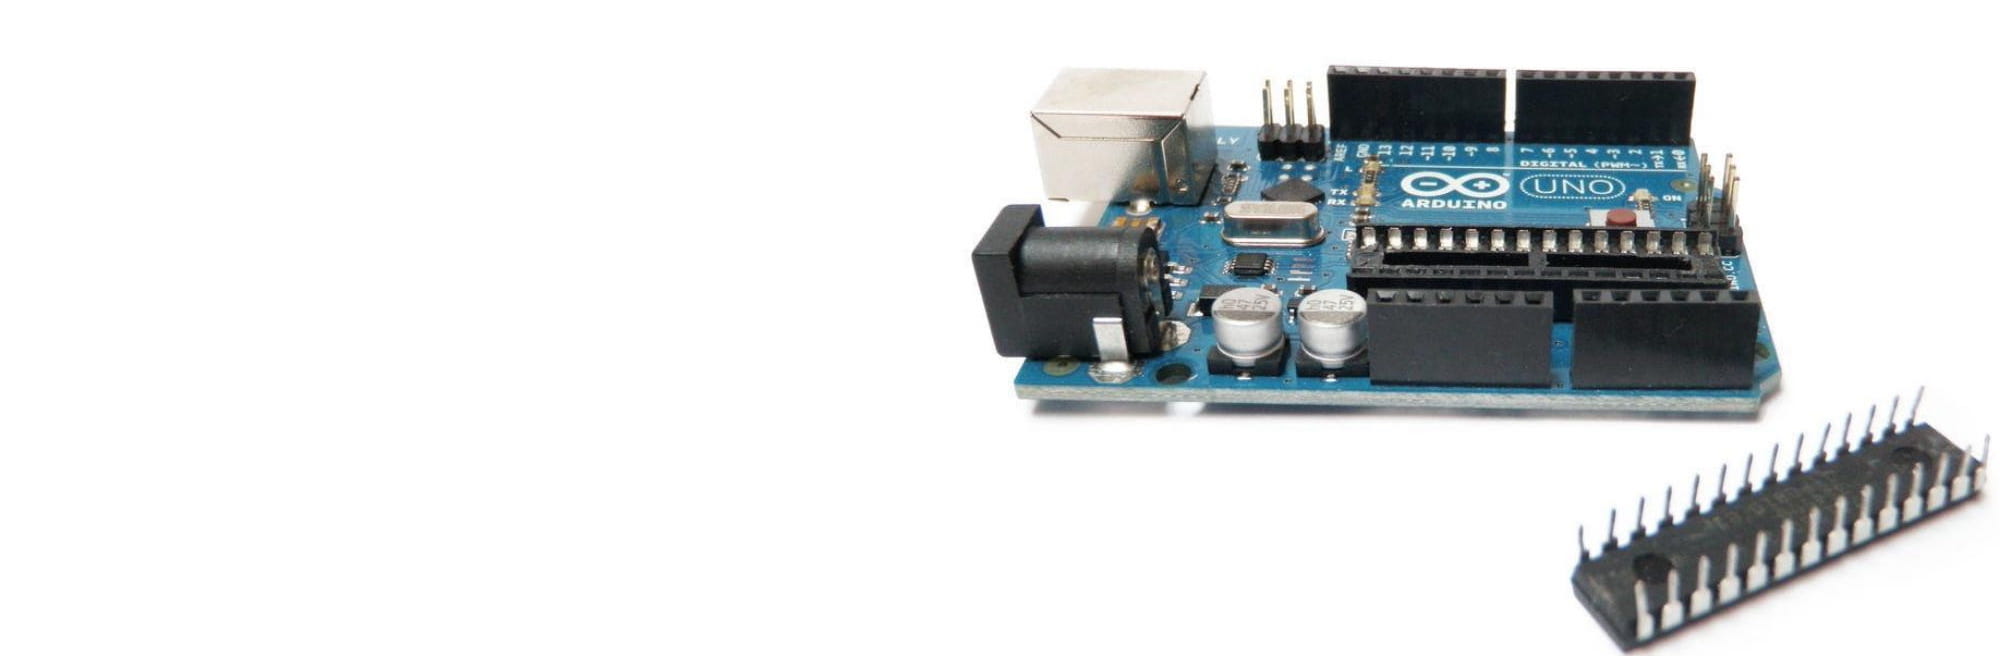 AREF
GND
13
12
~11
~10
~9
8
7
~6
~5
4
~3
2
TX→1
RX←0
DIGITAL (PWM~)
L
TX
RX
ARDUINO
UNO
ON
47
25V
47
25V